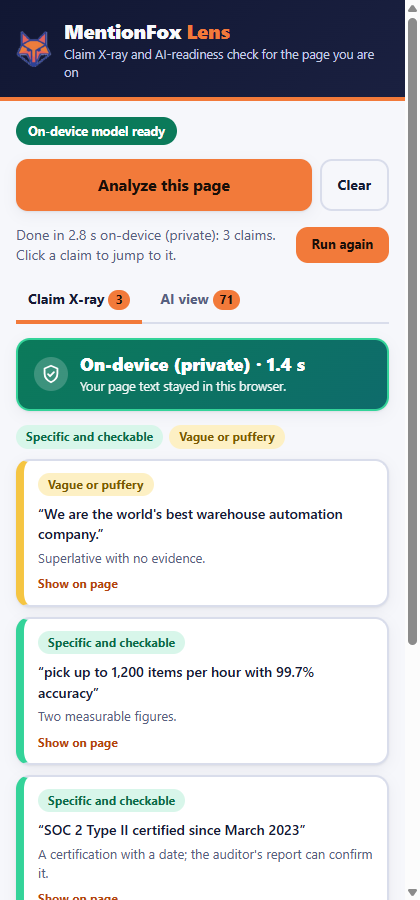 MentionFox Lens
Claim X-ray and AI-readiness check for the page you are
on
On-device model ready
Analyze this page
Clear
Done in 2.8 s on-device (private): 3 claims.
Click a claim to jump to it.
Run again
Claim X-ray 3
AI view 71
On-device (private) · 1.4 s
Your page text stayed in this browser.
Specific and checkable
Vague or puffery
Vague or puffery
“We are the world's best warehouse automation
company.”
Superlative with no evidence.
Show on page
Specific and checkable
“pick up to 1,200 items per hour with 99.7%
accuracy”
Two measurable figures.
Show on page
Specific and checkable
“SOC 2 Type II certified since March 2023”
A certification with a date; the auditor's report can confirm
it.
Show on page